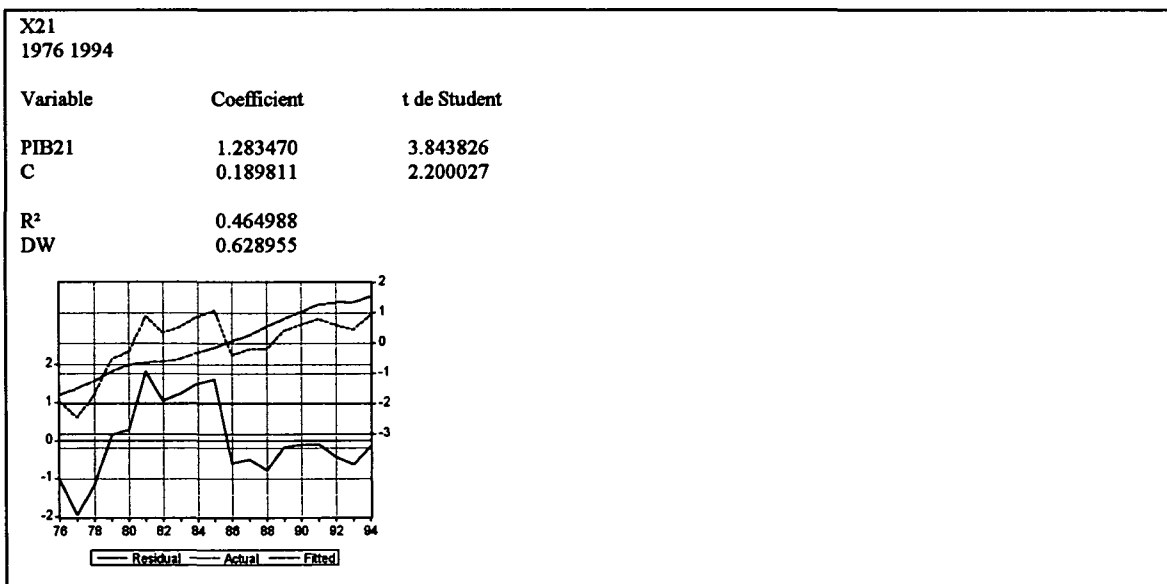 X21
1976 1994
Variable Coefficient t de Student
PIB21 1.283470 3.843826
C 0.189811 2.200027
R² 0.464988
DW 0.628955
2
1
0
-1
-2
-3
2
1
0
-1
-2
76 78 80 82 84 86 88 90 92 94
Residual Actual Fitted